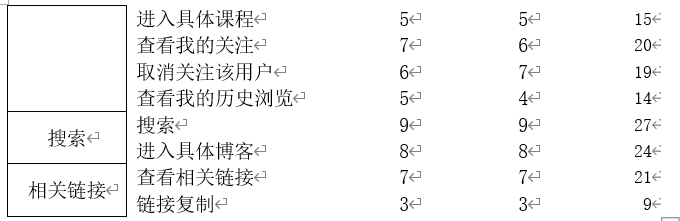 进入具体课程 5 5 15
查看我的关注 7 6 20
取消关注该用户 6 7 19
查看我的历史浏览 5 4 14
搜索 搜索 9 9 27
进入具体博客 8 8 24
相关链接 查看相关链接 7 7 21
链接复制 3 3 9